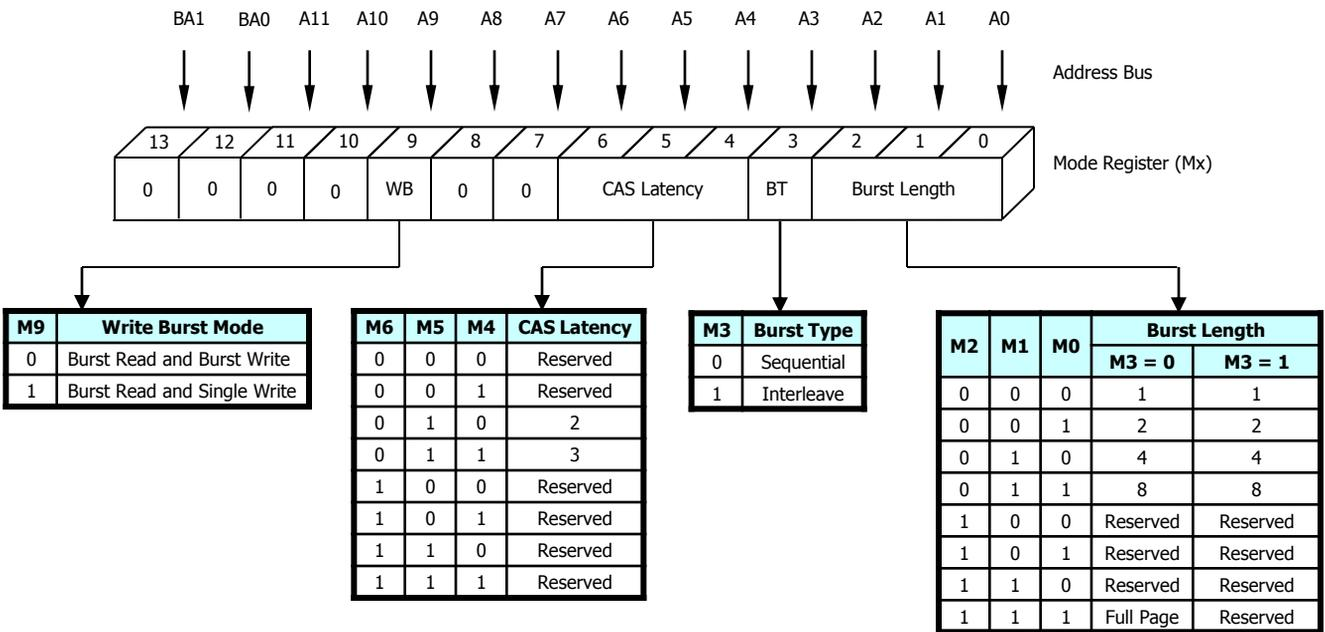 BA1 BA0 A11 A10 A9 A8 A7 A6 A5 A4 A3 A2 A1 A0
Address Bus
13 12 11 10 9 8 7 6 5 4 3 2 1 0
Mode Register (Mx)
0 0 0 0 WB 0 0 CAS Latency BT Burst Length
M9 Write Burst Mode
0 Burst Read and Burst Write
1 Burst Read and Single Write
M6 M5 M4 CAS Latency
0 0 0 Reserved
0 0 1 Reserved
0 1 0 2
0 1 1 3
1 0 0 Reserved
1 0 1 Reserved
1 1 0 Reserved
1 1 1 Reserved
M3 Burst Type
0 Sequential
1 Interleave
M2 M1 M0 Burst Length
M3 = 0 M3 = 1
0 0 0 1 1
0 0 1 2 2
0 1 0 4 4
0 1 1 8 8
1 0 0 Reserved Reserved
1 0 1 Reserved Reserved
1 1 0 Reserved Reserved
1 1 1 Full Page Reserved